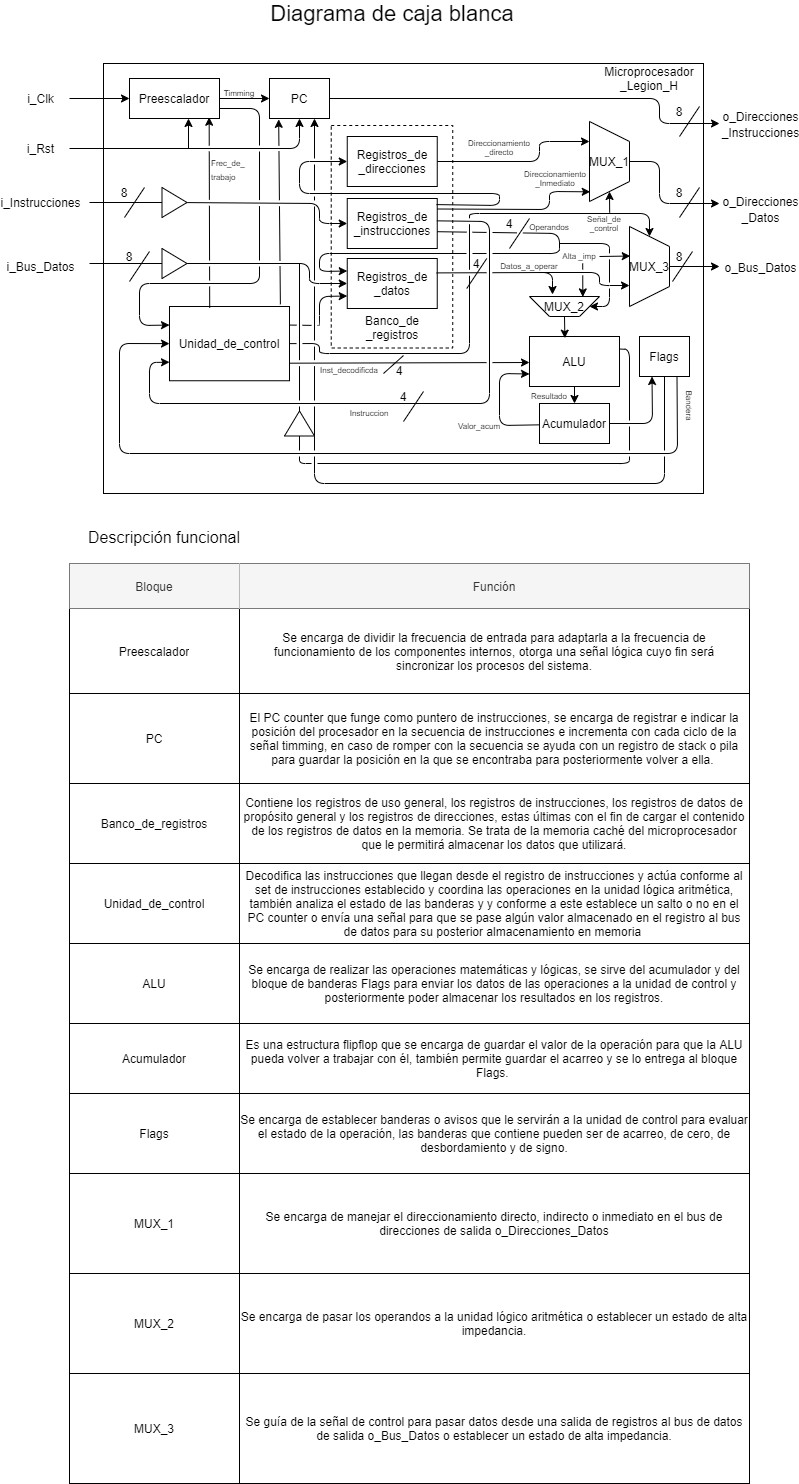 Diagrama de caja blanca
Microprocesador
_Legion_H
i_Clk
Preescalador
Timming
PC
8
o_Direcciones
_Instrucciones
i_Rst
Frec_de_
trabajo
Registros_de
_direcciones
Direccionamiento
_directo
MUX_1
Direccionamiento
_Inmediato
i_Instrucciones
8
Registros_de
_instrucciones
8
o_Direcciones
_Datos
4
Operandos
Señal_de
_control
i_Bus_Datos
8
Registros_de
_datos
4
Datos_a_operar
Alta _imp
MUX_3
8
o_Bus_Datos
MUX_2
Banco_de
_registros
Unidad_de_control
Inst_decodificda
4
ALU
Flags
4
Instruccion
Resultado
Bandera
Valor_acum
Acumulador
Descripción funcional
Bloque
Función
Preescalador
Se encarga de dividir la frecuencia de entrada para adaptarla a la frecuencia de
funcionamiento de los componentes internos, otorga una señal lógica cuyo fin será
sincronizar los procesos del sistema.
PC
El PC counter que funge como puntero de instrucciones, se encarga de registrar e indicar la
posición del procesador en la secuencia de instrucciones e incrementa con cada ciclo de la
señal timming, en caso de romper con la secuencia se ayuda con un registro de stack o pila
para guardar la posición en la que se encontraba para posteriormente volver a ella.
Banco_de_registros
Contiene los registros de uso general, los registros de instrucciones, los registros de datos de
propósito general y los registros de direcciones, estas últimas con el fin de cargar el contenido
de los registros de datos en la memoria. Se trata de la memoria caché del microprocesador
que le permitirá almacenar los datos que utilizará.
Unidad_de_control
Decodifica las instrucciones que llegan desde el registro de instrucciones y actúa conforme al
set de instrucciones establecido y coordina las operaciones en la unidad lógica aritmética,
también analiza el estado de las banderas y y conforme a este establece un salto o no en el
PC counter o envía una señal para que se pase algún valor almacenado en el registro al bus
de datos para su posterior almacenamiento en memoria
ALU
Se encarga de realizar las operaciones matemáticas y lógicas, se sirve del acumulador y del
bloque de banderas Flags para enviar los datos de las operaciones a la unidad de control y
posteriormente poder almacenar los resultados en los registros.
Acumulador
Es una estructura flipflop que se encarga de guardar el valor de la operación para que la ALU
pueda volver a trabajar con él, también permite guardar el acarreo y se lo entrega al bloque
Flags.
Flags
Se encarga de establecer banderas o avisos que le servirán a la unidad de control para evaluar
el estado de la operación, las banderas que contiene pueden ser de acarreo, de cero, de
desbordamiento y de signo.
MUX_1
Se encarga de manejar el direccionamiento directo, indirecto o inmediato en el bus de
direcciones de salida o_Direcciones_Datos
MUX_2
Se encarga de pasar los operandos a la unidad lógico aritmética o establecer un estado de alta
impedancia.
MUX_3
Se guía de la señal de control para pasar datos desde una salida de registros al bus de datos
de salida o_Bus_Datos o establecer un estado de alta impedancia.